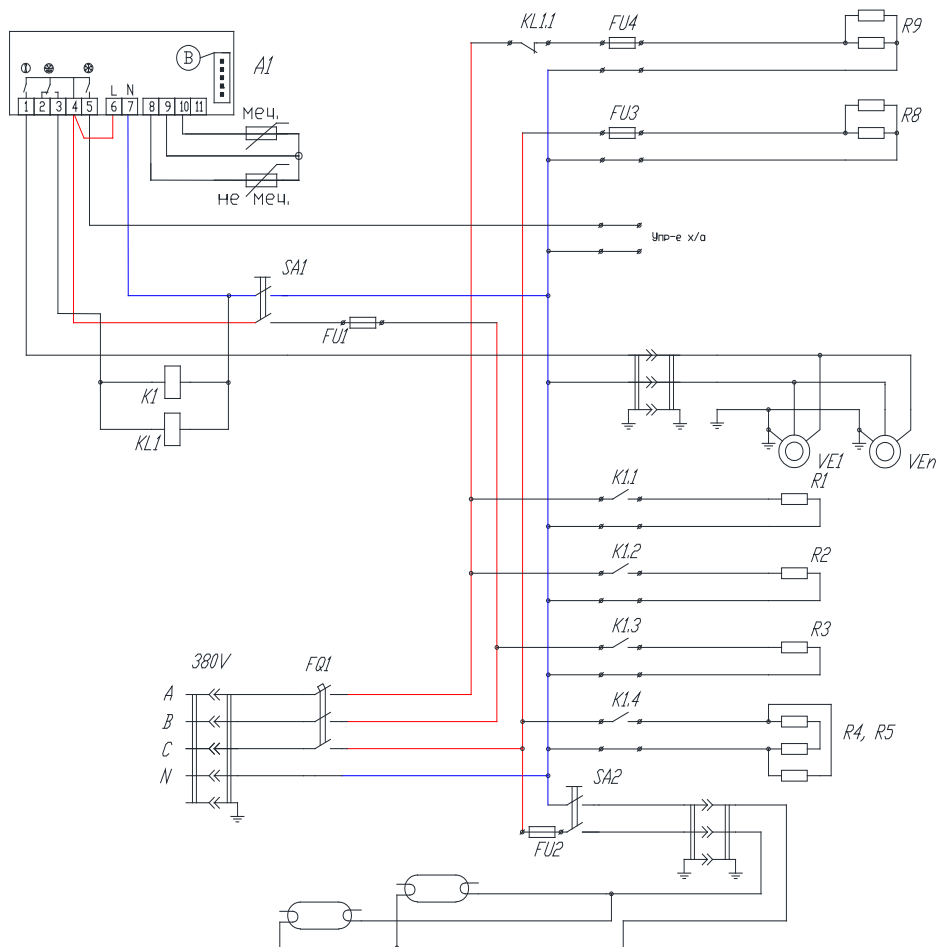 KL1.1
FU4
R9
B
A1
L N
1 2 3 4 5 6 7 8 9 10 11
меч.
не меч.
FU3
R8
Упр-е х/а
SA1
FU1
K1
KL1
VE1
VEn
K1.1
R1
K1.2
R2
K1.3
R3
380V
FQ1
A
B
C
N
K1.4
R4, R5
SA2
FU2